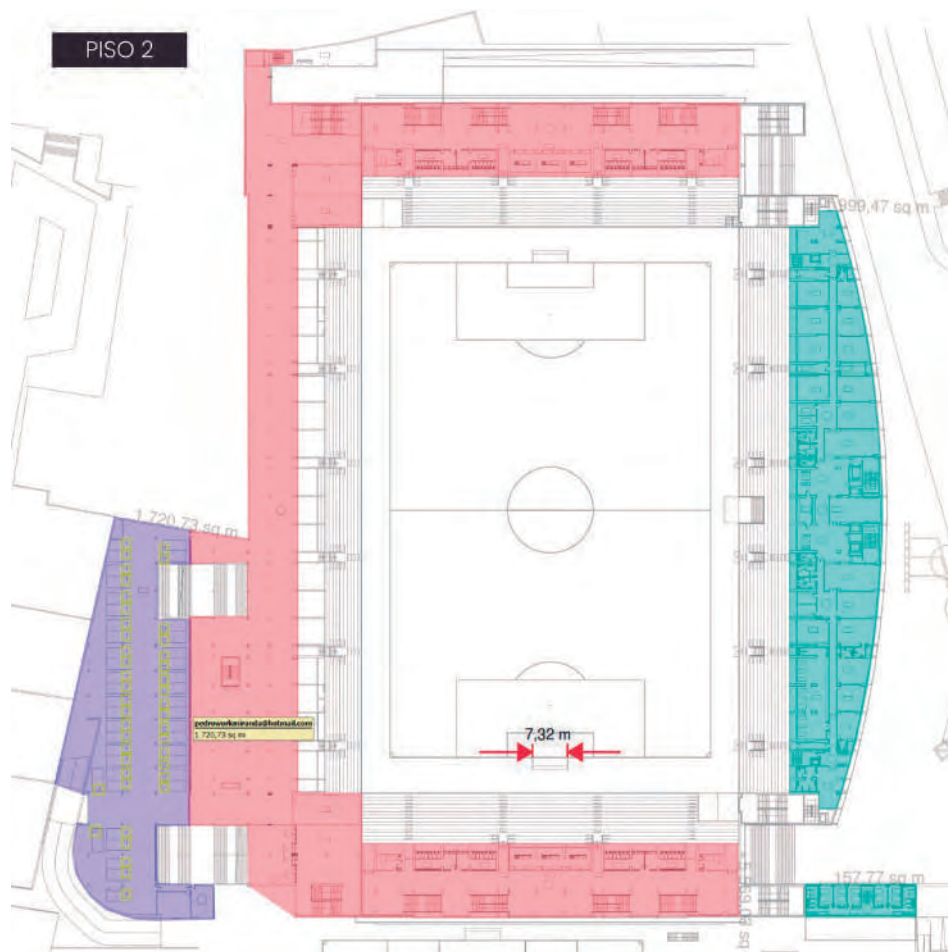 PISO 2
999,47 sq m
1.720,73 sq m
pedroworkmiranda@hotmail.com
1.720,73 sq m
7,32 m
157,77 sq m